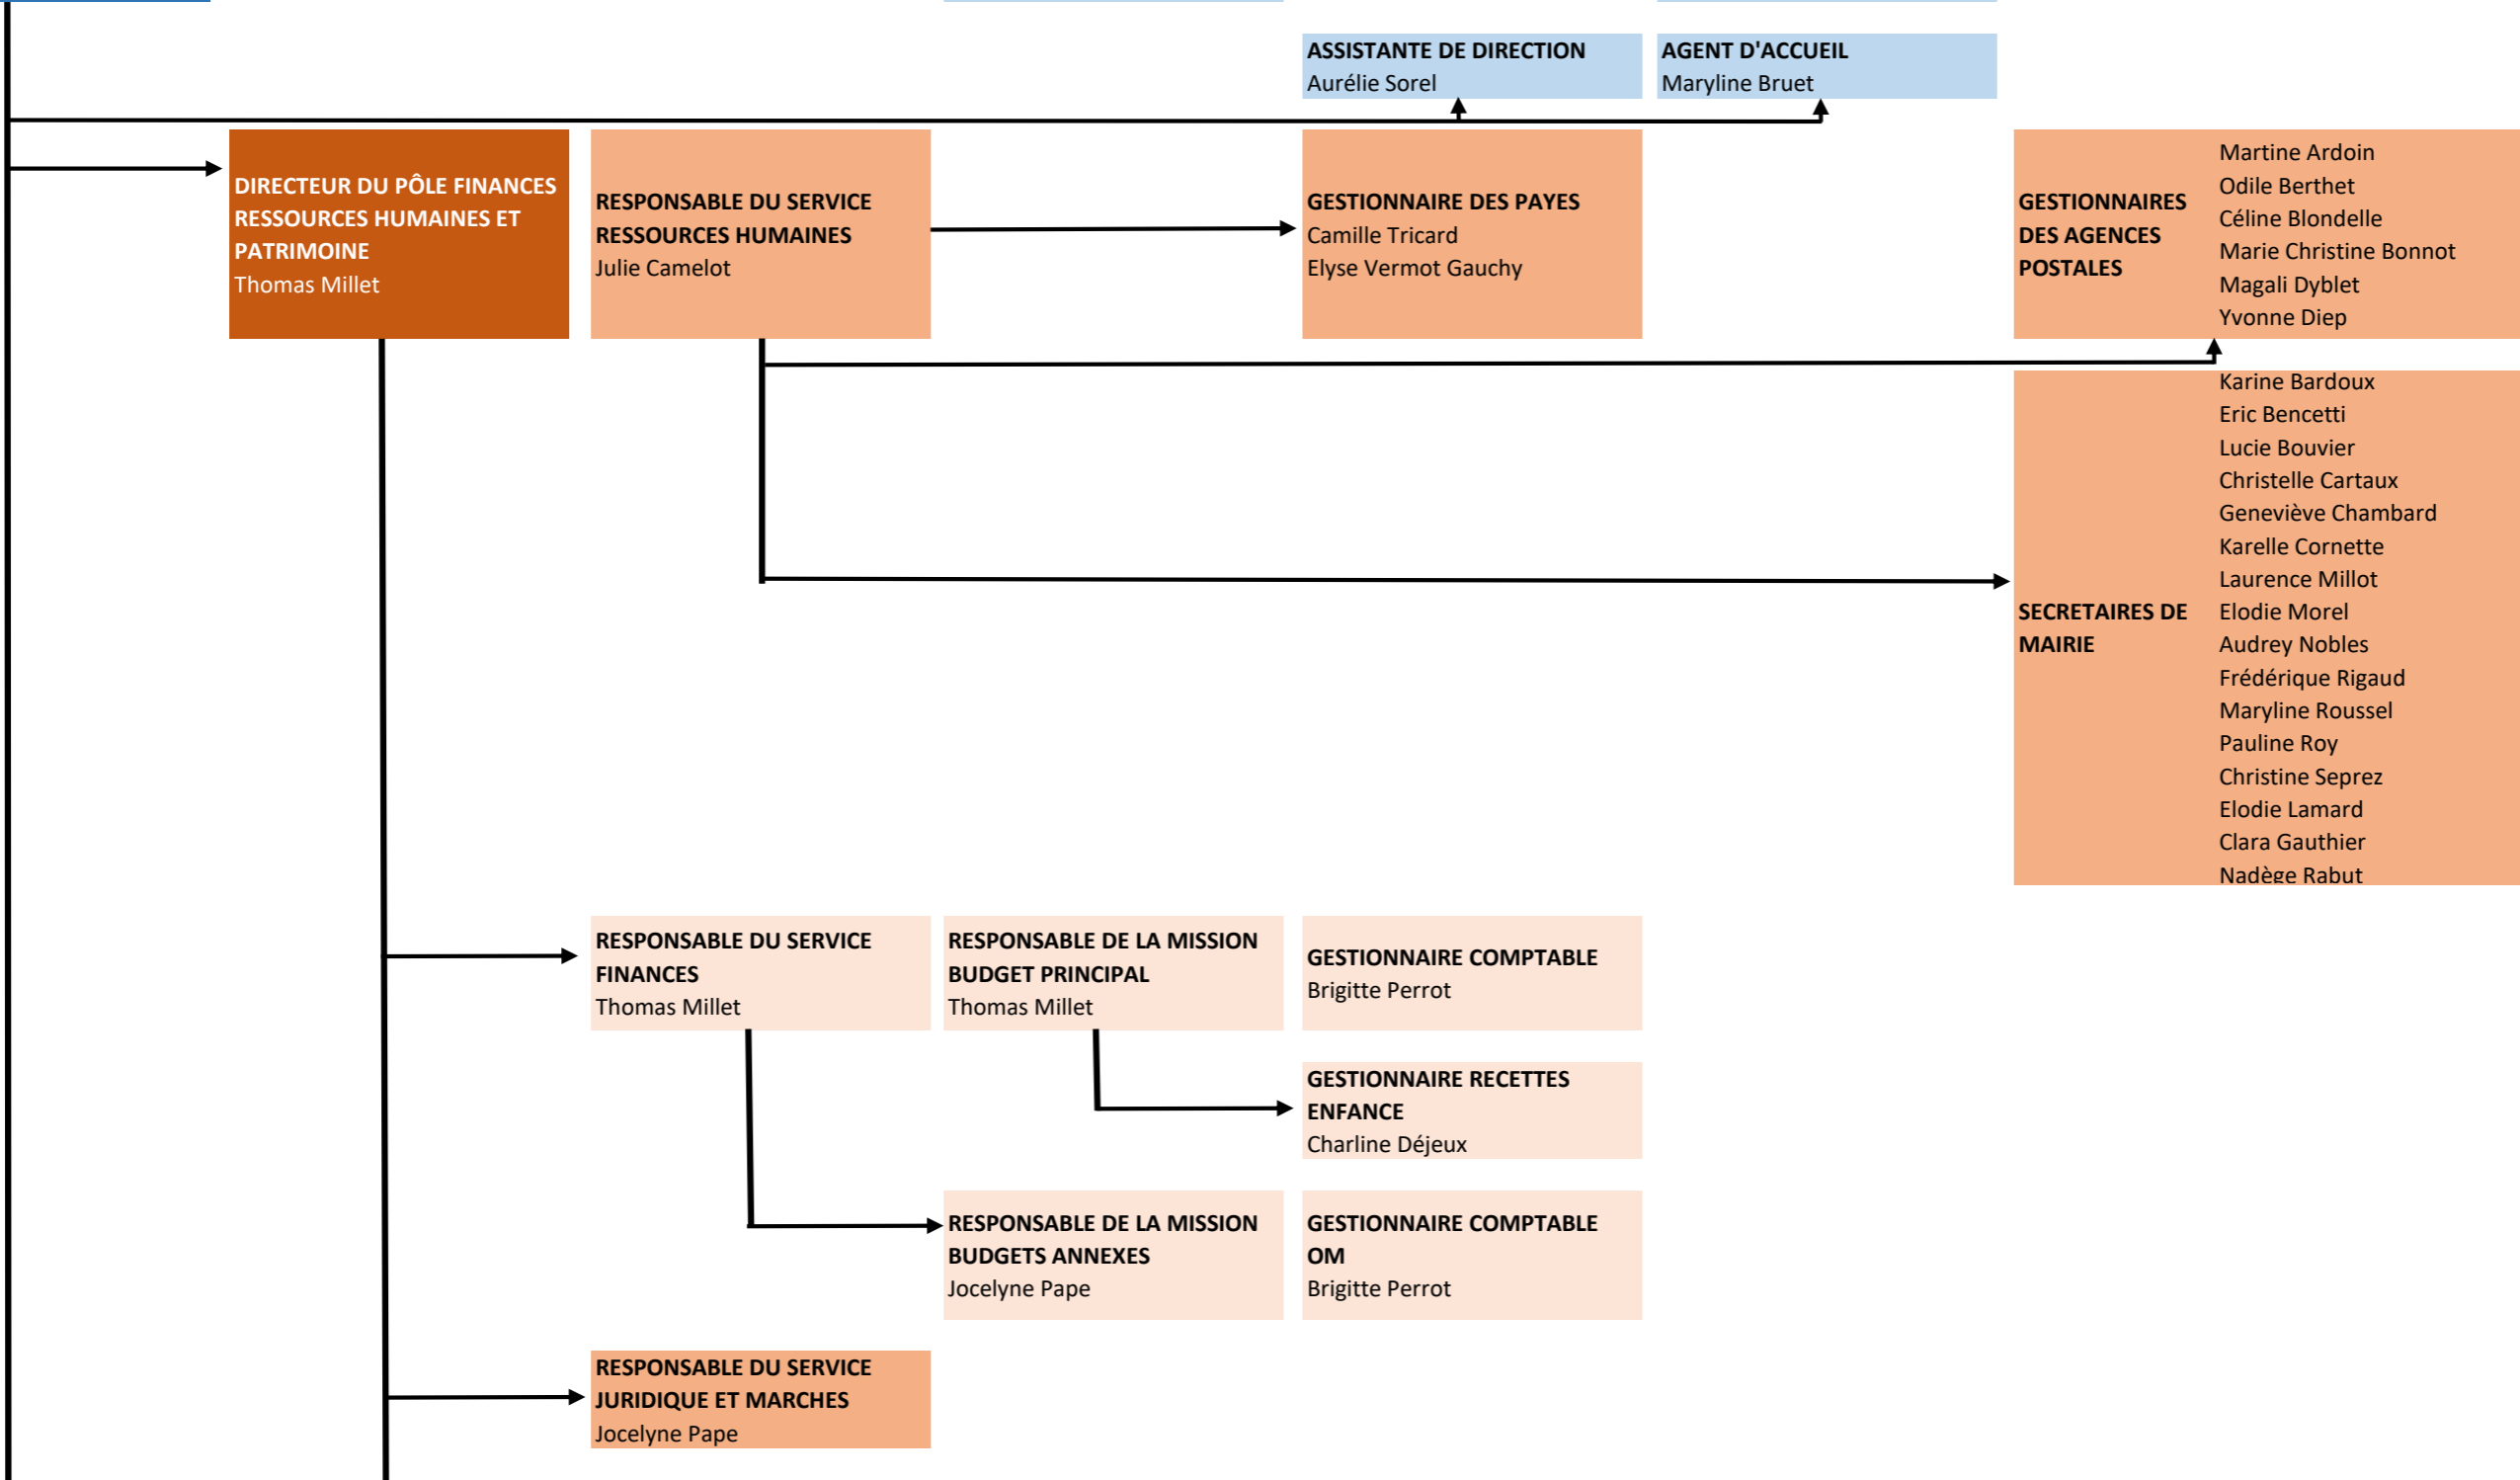 ASSISTANTE DE DIRECTION
Aurélie Sorel
AGENT D'ACCUEIL
Maryline Bruet
DIRECTEUR DU PÔLE FINANCES
RESSOURCES HUMAINES ET
PATRIMOINE
Thomas Millet
RESPONSABLE DU SERVICE
RESSOURCES HUMAINES
Julie Camelot
GESTIONNAIRE DES PAYES
Camille Tricard
Elyse Vermot Gauchy
GESTIONNAIRES
DES AGENCES
POSTALES
Martine Ardoin
Odile Berthet
Céline Blondelle
Marie Christine Bonnot
Magali Dyblet
Yvonne Diep
SECRETAIRES DE
MAIRIE
Karine Bardoux
Eric Bencetti
Lucie Bouvier
Christelle Cartaux
Geneviève Chambard
Karelle Cornette
Laurence Millot
Elodie Morel
Audrey Nobles
Frédérique Rigaud
Maryline Roussel
Pauline Roy
Christine Seprez
Elodie Lamard
Clara Gauthier
Nadège Rabut
RESPONSABLE DU SERVICE
FINANCES
Thomas Millet
RESPONSABLE DE LA MISSION
BUDGET PRINCIPAL
Thomas Millet
GESTIONNAIRE COMPTABLE
Brigitte Perrot
GESTIONNAIRE RECETTES
ENFANCE
Charline Déjeux
RESPONSABLE DE LA MISSION
BUDGETS ANNEXES
Jocelyne Pape
GESTIONNAIRE COMPTABLE
OM
Brigitte Perrot
RESPONSABLE DU SERVICE
JURIDIQUE ET MARCHES
Jocelyne Pape